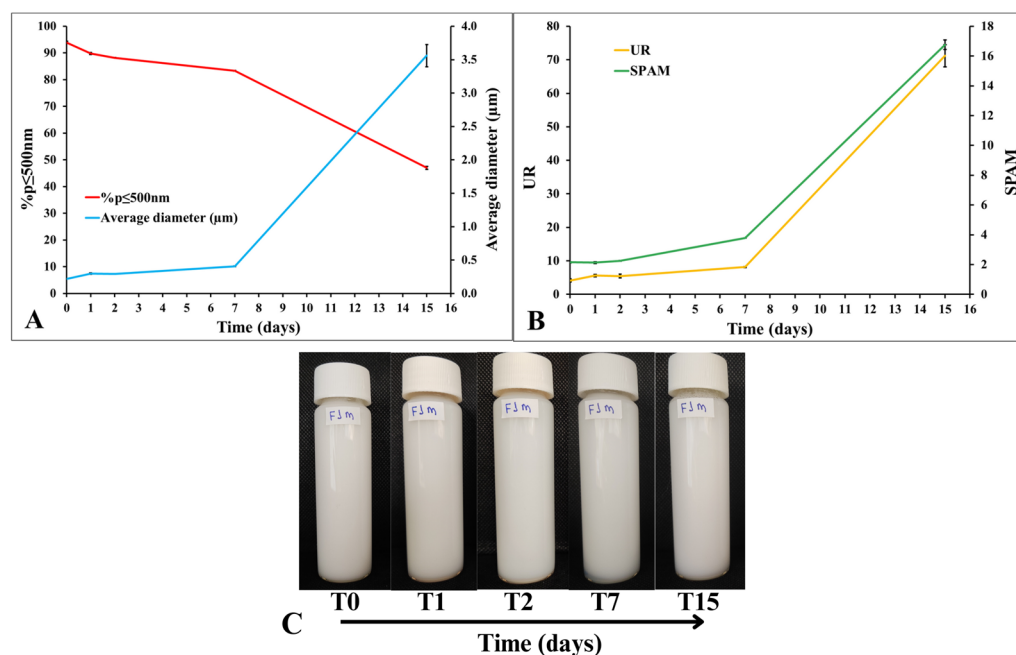 100
90
80
70
60
50
40
30
20
10
0
%p≤500nm
4.0
3.5
3.0
2.5
2.0
1.5
1.0
0.5
0.0
Average diameter (µm)
%p≤500nm
Average diameter (µm)
0 1 2 3 4 5 6 7 8 9 10 11 12 13 14 15 16
Time (days)
A
80
70
60
50
40
30
20
10
0
UR
18
16
14
12
10
8
6
4
2
0
SPAM
UR
SPAM
0 1 2 3 4 5 6 7 8 9 10 11 12 13 14 15 16
Time (days)
B
F1m F1m F1m F1m F1m
T0 T1 T2 T7 T15
C
Time (days)